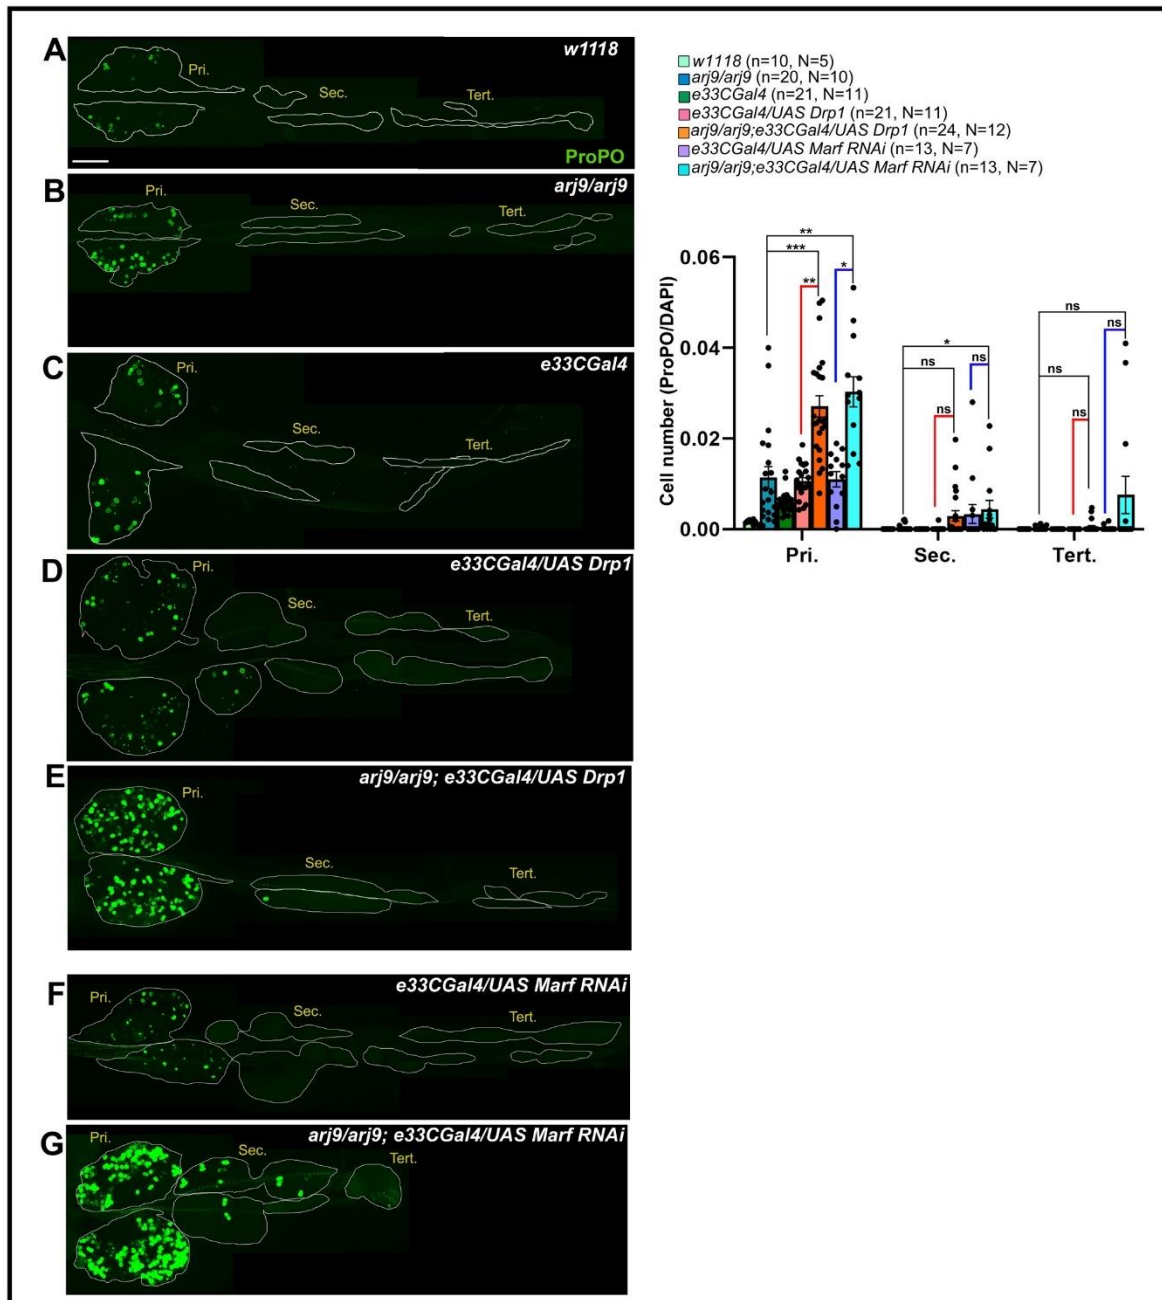 A
w1118
Pri.
Sec.
Tert.
ProPO
B
arj9/arj9
Pri.
Sec.
Tert.
C
e33CGal4
Pri.
Sec.
Tert.
D
e33CGal4/UAS Drp1
Pri.
Sec.
Tert.
E
arj9/arj9; e33CGal4/UAS Drp1
Pri.
Sec.
Tert.
F
e33CGal4/UAS Marf RNAi
Pri.
Sec.
Tert.
G
arj9/arj9; e33CGal4/UAS Marf RNAi
Pri.
Sec.
Tert.
w1118 (n=10, N=5)
arj9/arj9 (n=20, N=10)
e33CGal4 (n=21, N=11)
e33CGal4/UAS Drp1 (n=21, N=11)
arj9/arj9;e33CGal4/UAS Drp1 (n=24, N=12)
e33CGal4/UAS Marf RNAi (n=13, N=7)
arj9/arj9;e33CGal4/UAS Marf RNAi (n=13, N=7)
Cell number (ProPO/DAPI)
0.06
0.04
0.02
0.00
**
***
*
**
*
ns
ns
ns
ns
ns
ns
ns
Pri.
Sec.
Tert.